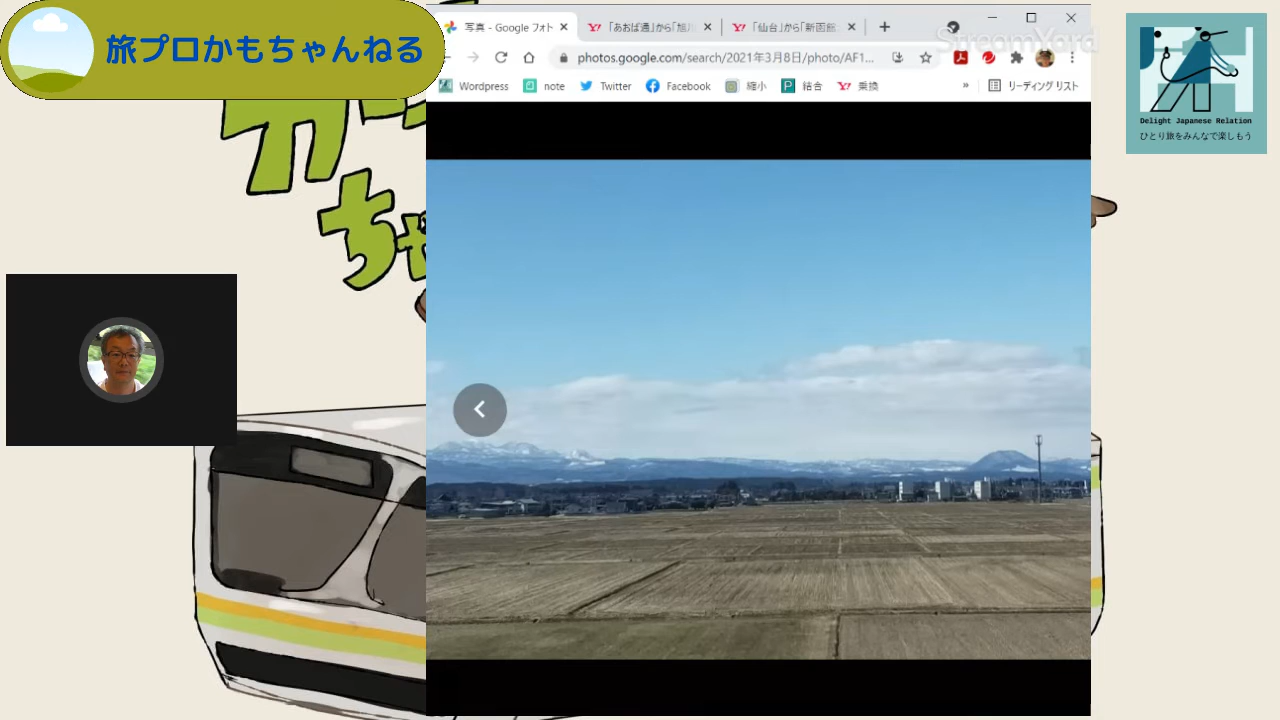 旅プロかもちゃんねる
写真 - Google フォト
「あおば通」から「旭川
「仙台」から「新函館
StreamYard
photos.google.com/search/2021年3月8日/photo/AF1...
Wordpress
note
Twitter
Facebook
縮小
結合
乗換
»
リーディング リスト
Delight Japanese Relation
ひとり旅をみんなで楽しもう
ちゃ